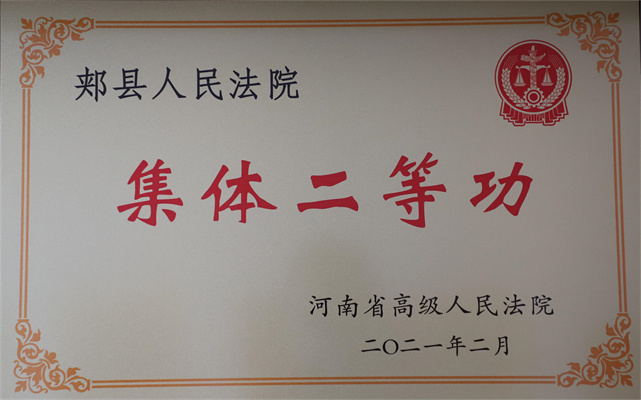 郏县人民法院
集体二等功
河南省高级人民法院
二〇二一年二月